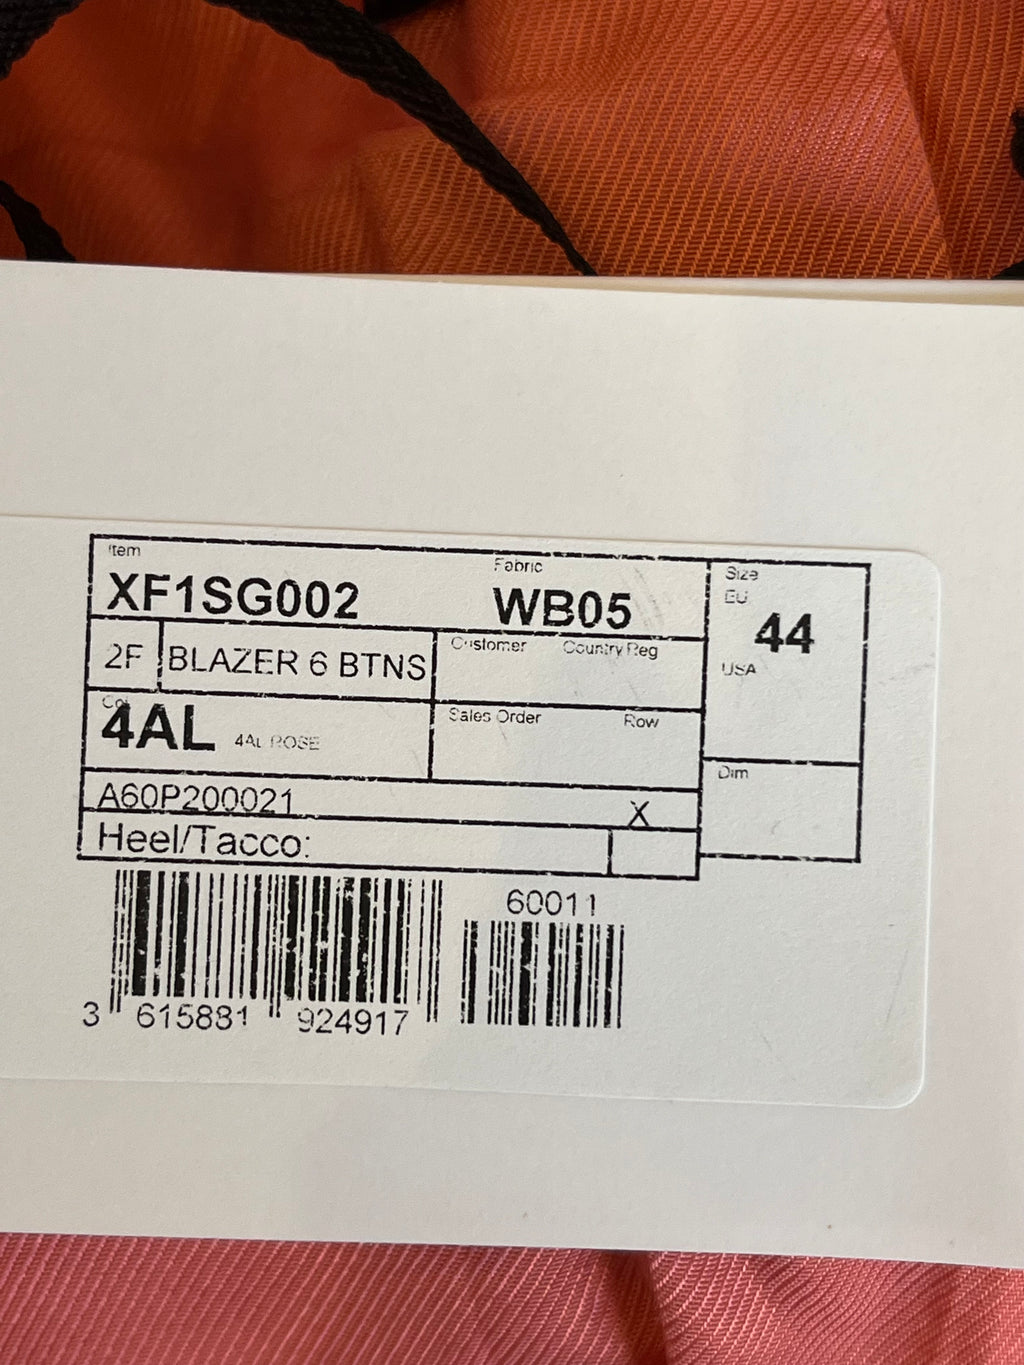 Item
Fabric
XF1SG002
WB05
Size
EU
44
USA
2F BLAZER 6 BTNS
Customer Country Reg
Col
4AL 4AL ROSE
Sales Order Row
Dim
A60P200021 X
Heel/Tacco:
60011
3 615881 924917